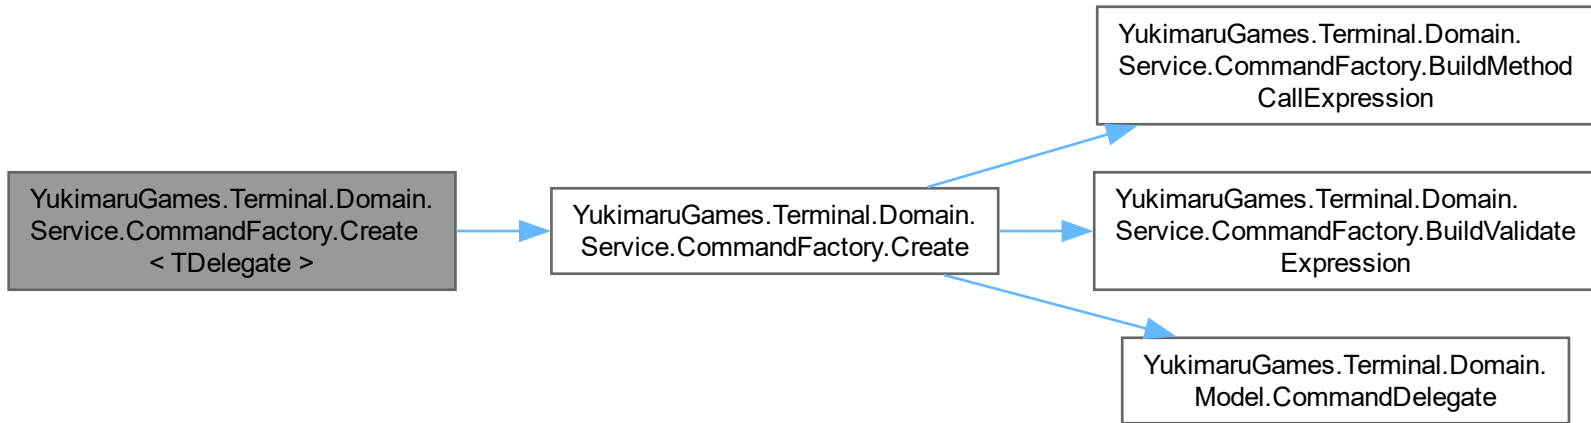 YukimaruGames.Terminal.Domain.
Service.CommandFactory.Create
< TDelegate >
YukimaruGames.Terminal.Domain.
Service.CommandFactory.Create
YukimaruGames.Terminal.Domain.
Service.CommandFactory.BuildMethod
CallExpression
YukimaruGames.Terminal.Domain.
Service.CommandFactory.BuildValidate
Expression
YukimaruGames.Terminal.Domain.
Model.CommandDelegate